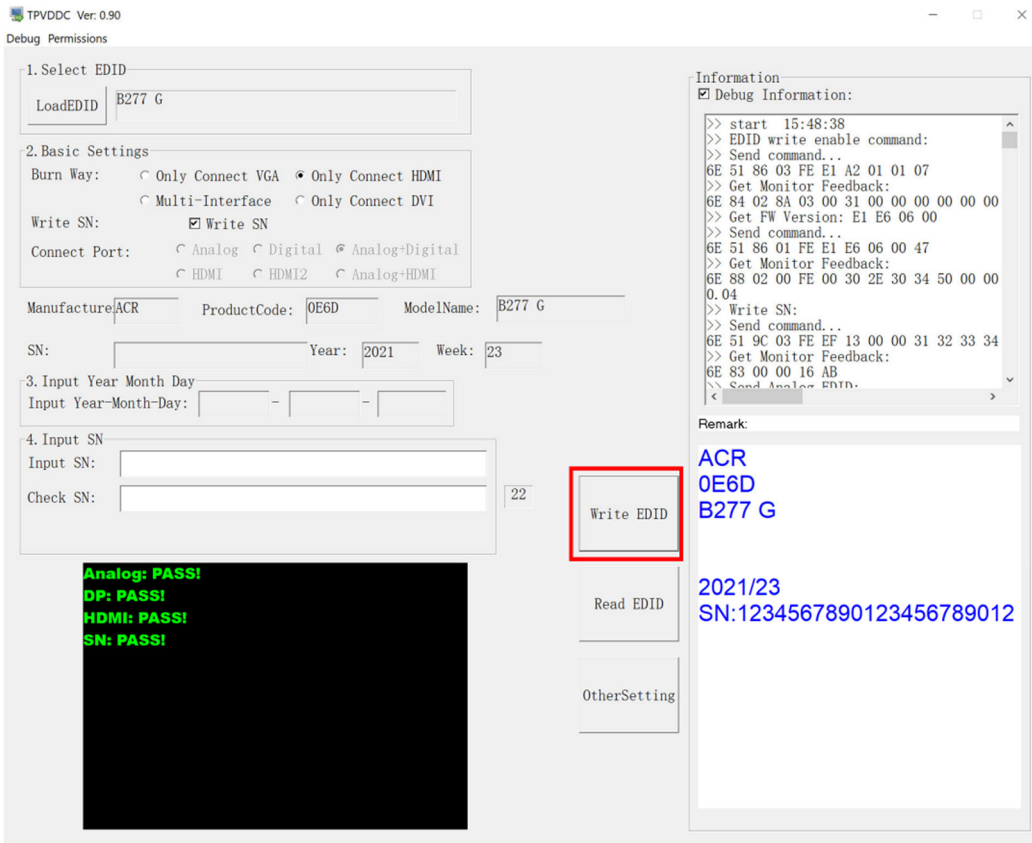 TPVDDC Ver: 0.90
Debug Permissions
1.Select EDID
LoadEDID B277 G
2.Basic Settings
Burn Way: Only Connect VGA Only Connect HDMI
Multi-Interface Only Connect DVI
Write SN: Write SN
Connect Port: Analog Digital Analog+Digital
HDMI HDMI2 Analog+HDMI
Manufacture ACR ProductCode: 0E6D ModelName: B277 G
SN: Year: 2021 Week: 23
3.Input Year Month Day
Input Year-Month-Day: - -
4.Input SN
Input SN:
Check SN: 22
Write EDID
Read EDID
OtherSetting
Analog: PASS!
DP: PASS!
HDMI: PASS!
SN: PASS!
Information
Debug Information:
>> start 15:48:38
>> EDID write enable command:
>> Send command...
6E 51 86 03 FE E1 A2 01 01 07
>> Get Monitor Feedback:
6E 84 02 8A 03 00 31 00 00 00 00 00 00
>> Get FW Version: E1 E6 06 00
>> Send command...
6E 51 86 01 FE E1 E6 06 00 47
>> Get Monitor Feedback:
6E 88 02 00 FE 00 30 2E 30 34 50 00 00
0.04
>> Write SN:
>> Send command...
6E 51 9C 03 FE EF 13 00 00 31 32 33 34
>> Get Monitor Feedback:
6E 83 00 00 16 AB
>> Send Analog EDID:
Remark:
ACR
0E6D
B277 G
2021/23
SN:1234567890123456789012